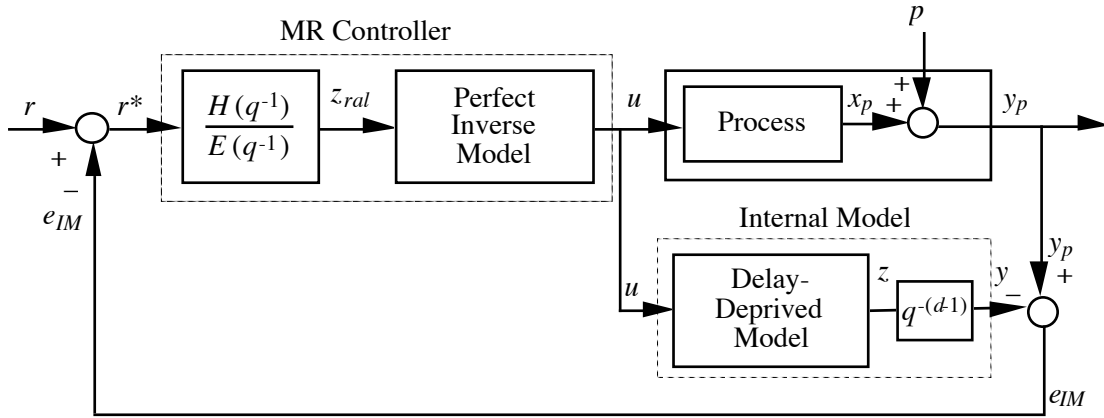 MR Controller
p
r
r*
H (q-1)
E (q-1)
zral
Perfect
Inverse
Model
u
Process
xp
+
+
yp
+
−
eIM
Internal Model
u
Delay-
Deprived
Model
z
q-(d-1)
y
−
yp
+
eIM